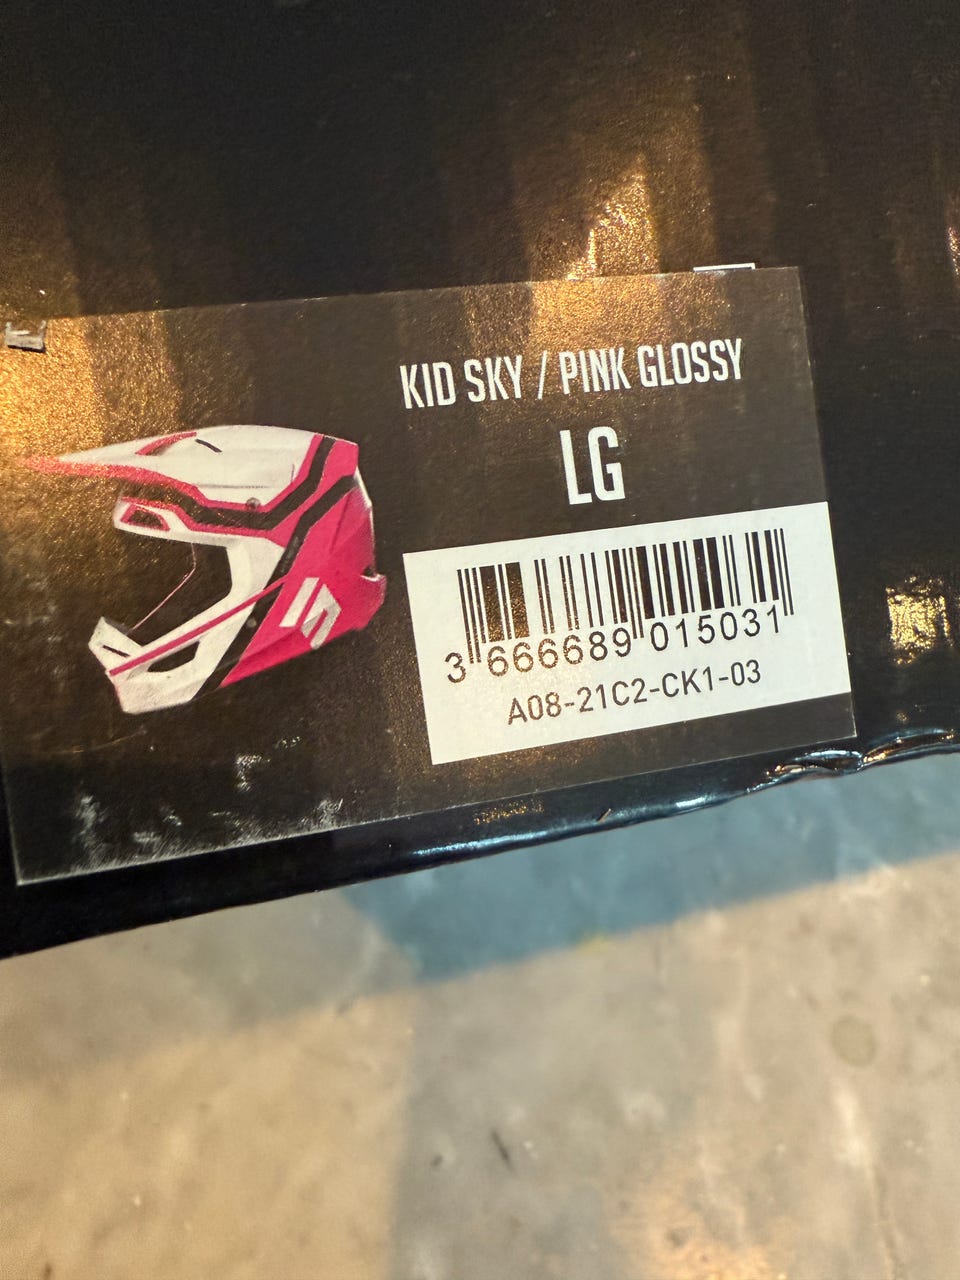 KID SKY / PINK GLOSSY
LG
3 666689 015031
A08-21C2-CK1-03